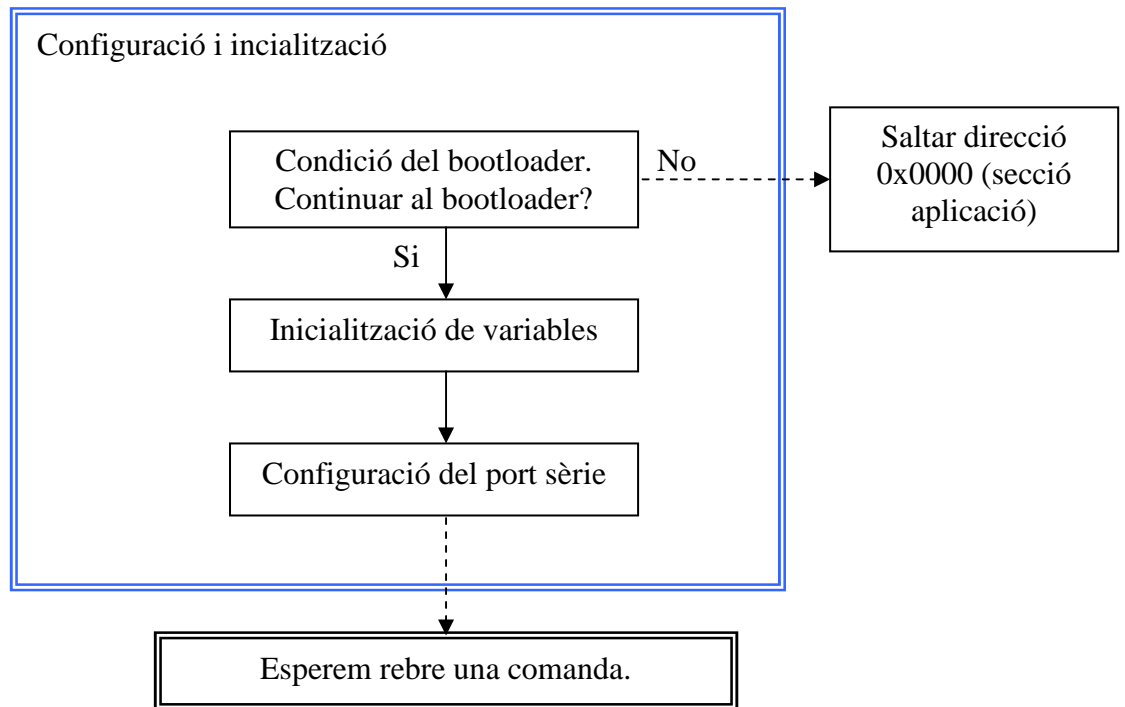 Configuració i incialització
Condició del bootloader.
Continuar al bootloader?
No
Saltar direcció
0x0000 (secció
aplicació)
Si
Inicialització de variables
Configuració del port sèrie
Esperem rebre una comanda.